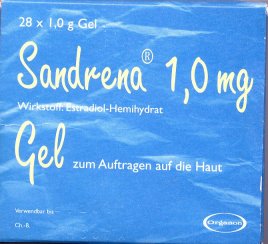 28 x 1,0 g Gel
Sandrena® 1,0 mg
Wirkstoff: Estradiol-Hemihydrat
Gel zum Auftragen auf die Haut
Verwendbar bis
Ch.-B.
Organon